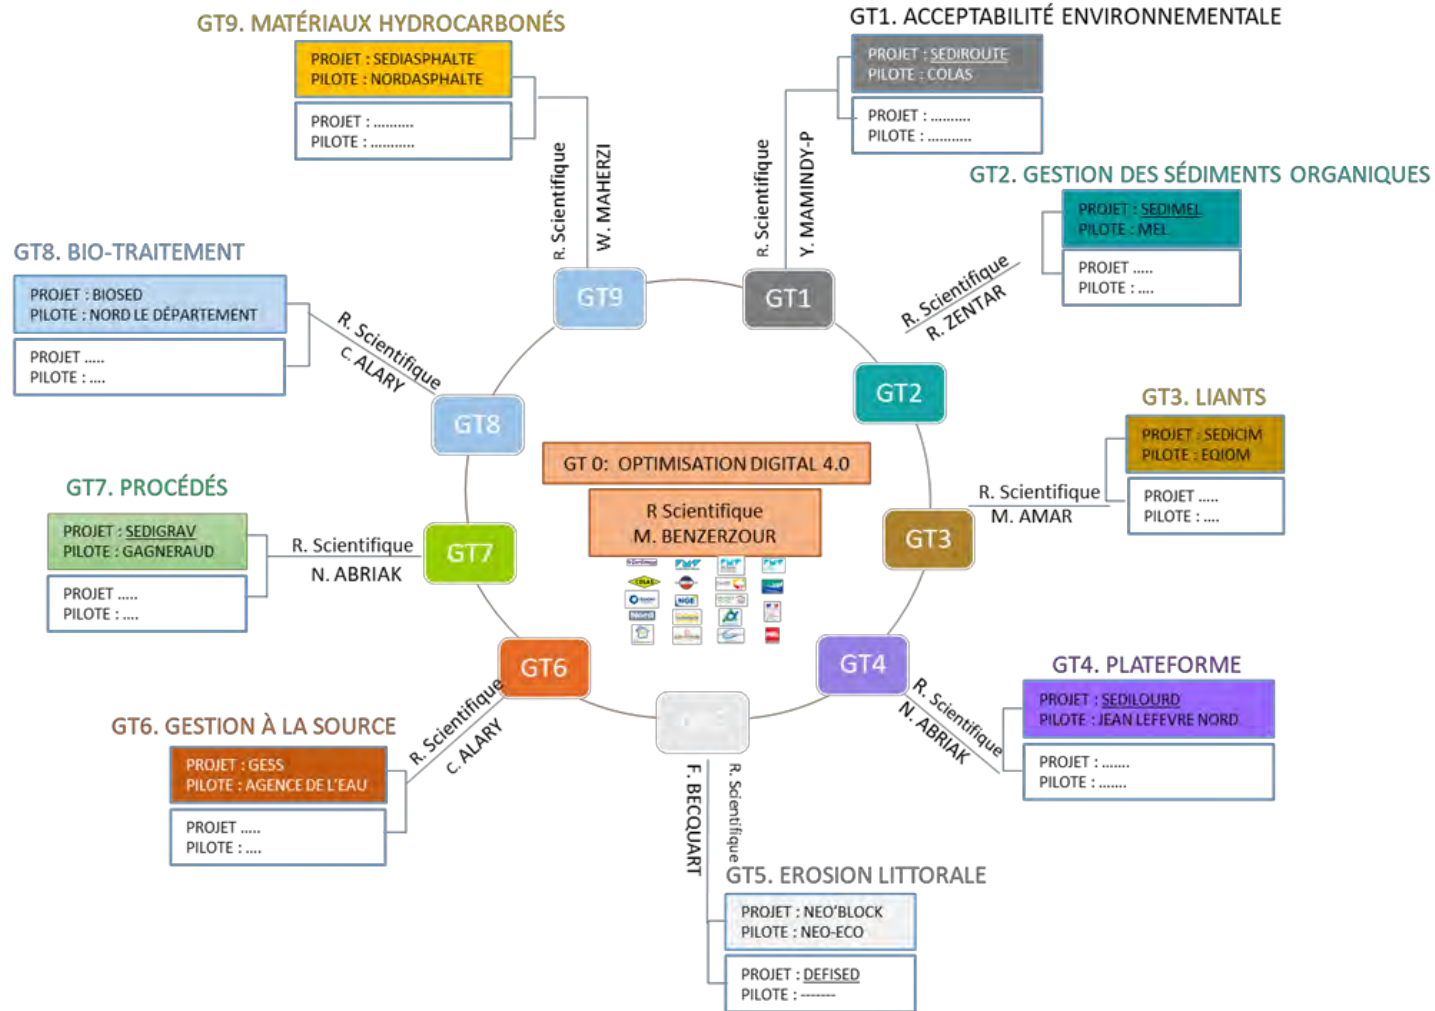 GT9. MATÉRIAUX HYDROCARBONÉS
PROJET : SEDIASPHALTE
PILOTE : NORDASPHALTE
PROJET : ..........
PILOTE : ...........
R. Scientifique
W. MAHERZI
GT1. ACCEPTABILITÉ ENVIRONNEMENTALE
PROJET : SEDIROUTE
PILOTE : COLAS
PROJET : ..........
PILOTE : ...........
R. Scientifique
Y. MAMINDY-P
GT2. GESTION DES SÉDIMENTS ORGANIQUES
PROJET : SEDIMEL
PILOTE : MEL
PROJET .....
PILOTE : ....
R. Scientifique
R. ZENTAR
GT8. BIO-TRAITEMENT
PROJET : BIOSED
PILOTE : NORD LE DÉPARTEMENT
PROJET .....
PILOTE : ....
R. Scientifique
C. ALARY
GT9
GT1
GT2
GT8
GT3. LIANTS
PROJET : SEDICIM
PILOTE : EQIOM
PROJET .....
PILOTE : ....
R. Scientifique
M. AMAR
GT 0: OPTIMISATION DIGITAL 4.0
R Scientifique
M. BENZERZOUR
COLAS
NGE
Nord
GT7. PROCÉDÉS
PROJET : SEDIGRAV
PILOTE : GAGNERAUD
PROJET .....
PILOTE : ....
R. Scientifique
N. ABRIAK
GT7
GT3
GT6
GT4
GT4. PLATEFORME
PROJET : SEDILOURD
PILOTE : JEAN LEFEVRE NORD
PROJET : .......
PILOTE : .......
R. Scientifique
N. ABRIAK
GT6. GESTION À LA SOURCE
PROJET : GESS
PILOTE : AGENCE DE L'EAU
PROJET .....
PILOTE : ....
R. Scientifique
C. ALARY
R. Scientifique
F. BECQUART
GT5. EROSION LITTORALE
PROJET : NEO'BLOCK
PILOTE : NEO-ECO
PROJET : DEFISED
PILOTE : -------